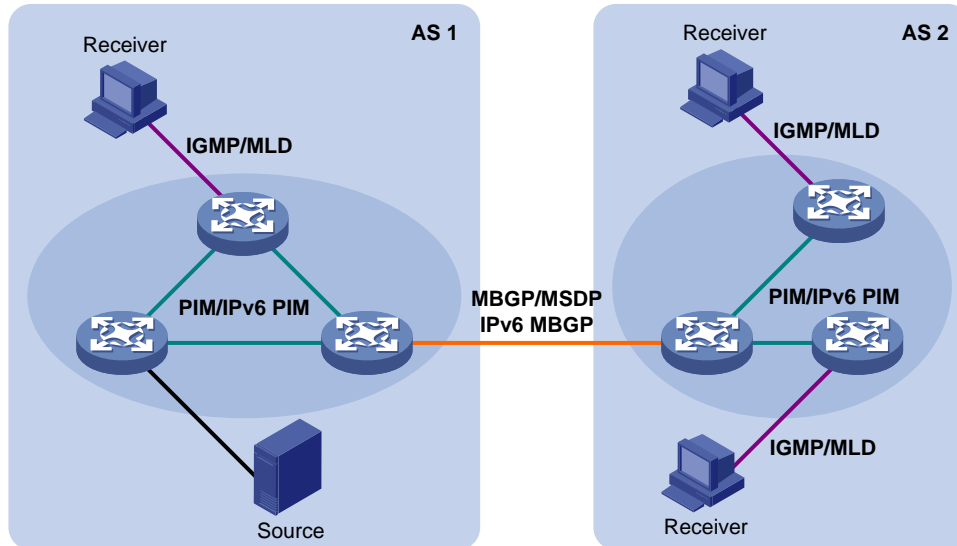 AS 1
Receiver
IGMP/MLD
PIM/IPv6 PIM
Source
MBGP/MSDP
IPv6 MBGP
AS 2
Receiver
IGMP/MLD
PIM/IPv6 PIM
IGMP/MLD
Receiver